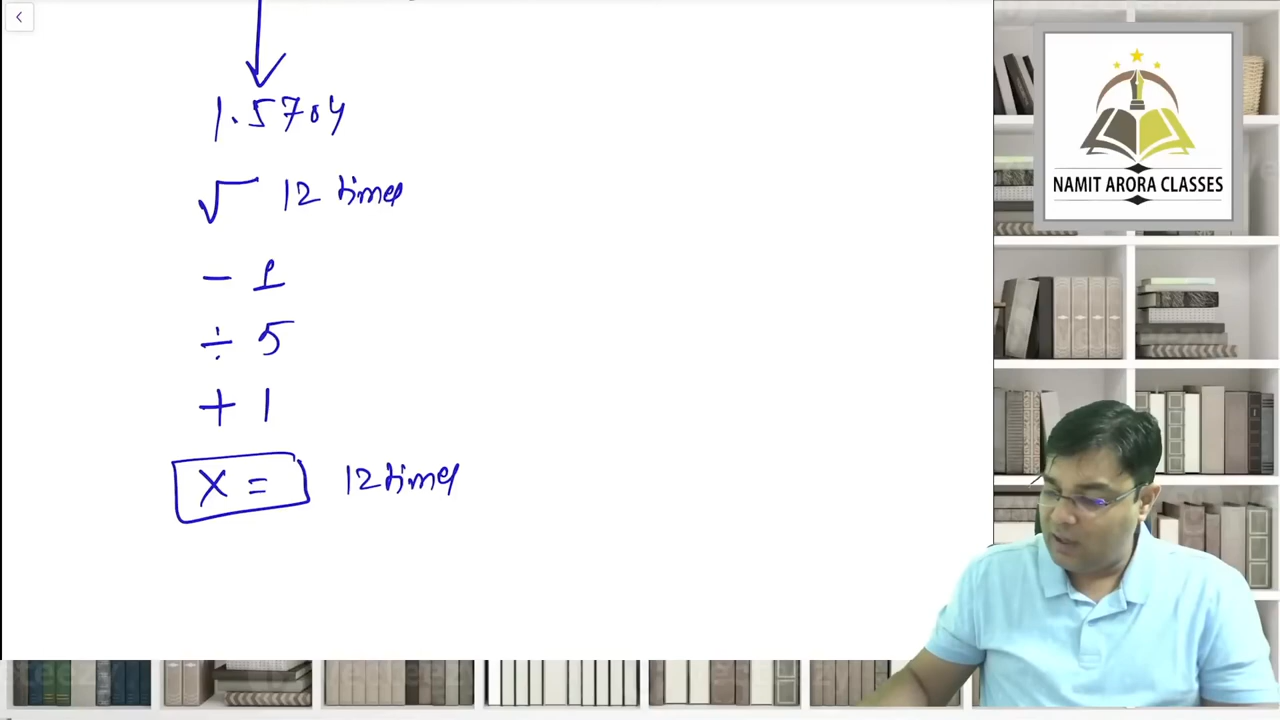 1.5704
√ 12 times
- 1
÷ 5
+ 1
X = 12 times
NAMIT ARORA CLASSES